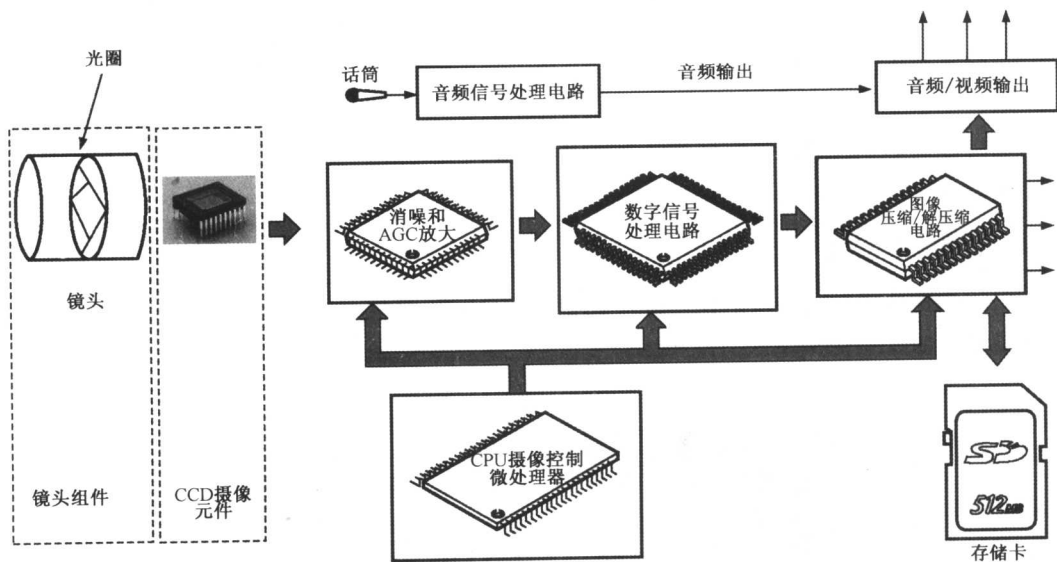 光圈
话筒
音频信号处理电路
音频输出
音频/视频输出
消噪和
AGC放大
数字信号
处理电路
图像
压缩/解压缩
电路
镜头
CPU摄像控制
微处理器
镜头组件
CCD摄像
元件
SD
512MB
存储卡